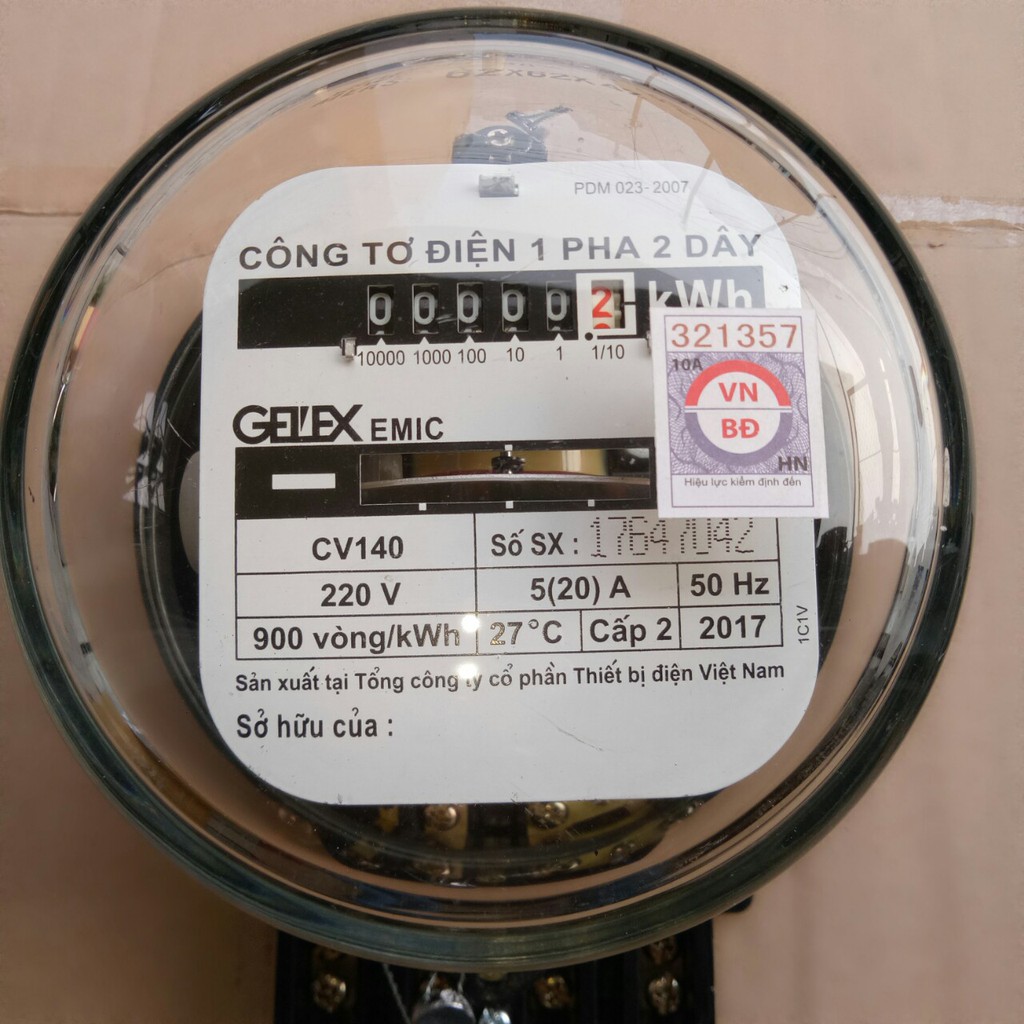 PDM 023-2007
CÔNG TƠ ĐIỆN 1 PHA 2 DÂY
0 0 0 0 0 2 kWh
10000 1000 100 10 1 1/10
321357
10A
VN
BĐ
HN
Hiệu lực kiểm định đến
GELEX EMIC
CV140 Số SX : 17647042
220 V 5(20) A 50 Hz
900 vòng/kWh 27°C Cấp 2 2017
1C1V
Sản xuất tại Tổng công ty cổ phần Thiết bị điện Việt Nam
Sở hữu của :